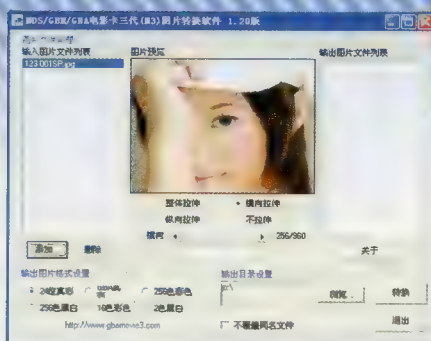 NDS/GBM/GBA电影卡三代(M3)图片转换软件 1.20版
输入图片文件列表
图片预览
输出图片文件列表
123 001SP.jpg
整体拉伸
横向拉伸
纵向拉伸
不拉伸
横向
256/960
添加
删除
关于
输出图片格式设置
输出目录设置
24位真彩
256色彩色
256色黑白
16色彩色
2色黑白
浏览
转换
http://www.gbamovie3.com
不覆盖同名文件
退出